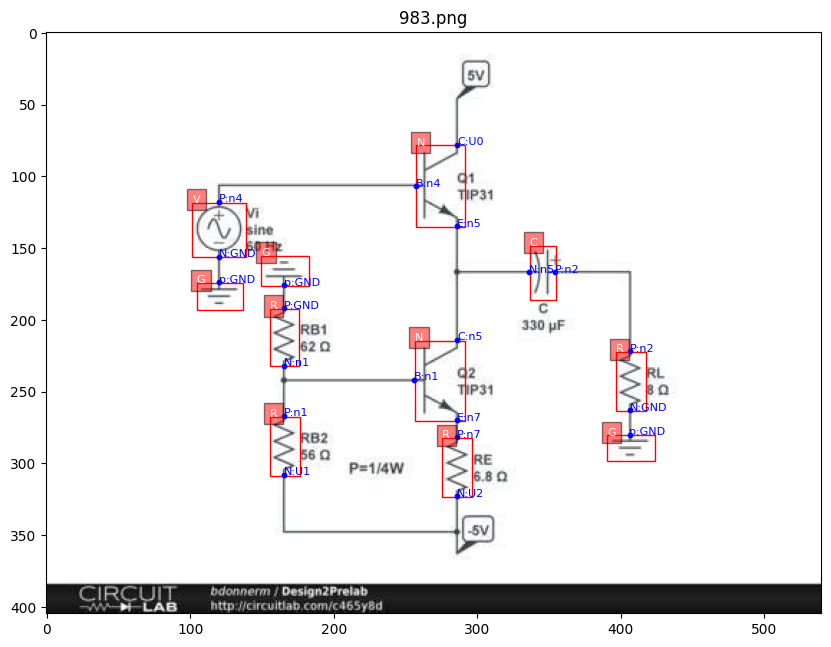 983.png
5V
N
C:U0
Q1
TIP31
B:n4
E:n5
V
P:n4
Vi
sine
60 Hz
N:GND
G
p:GND
G
p:GND
C
N:n5
P:n2
+
C
330 µF
R
P:GND
RB1
62 Ω
N:n1
N
C:n5
Q2
TIP31
B:n1
E:n7
R
P:n2
RL
8 Ω
N:GND
G
p:GND
R
P:n1
RB2
56 Ω
N:U1
P=1/4W
R
P:n7
RE
6.8 Ω
N:U2
-5V
CIRCUIT
LAB
bdonnerm / Design2Prelab
http://circuitlab.com/c465y8d
0
50
100
150
200
250
300
350
400
0 100 200 300 400 500